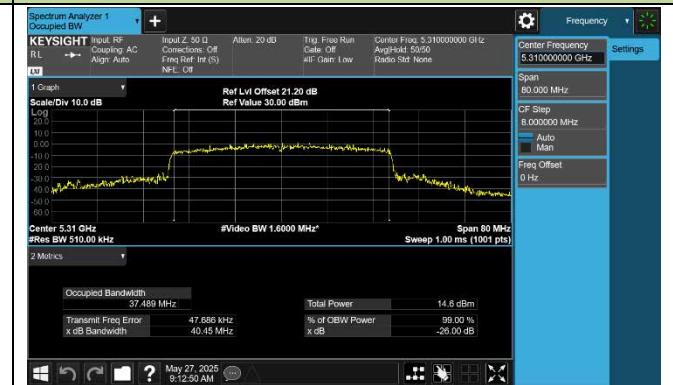 Spectrum Analyzer 1
Occupied BW
+
Frequency
KEYSIGHT
RL
LXI
Input: RF
Coupling: AC
Align: Auto
Input Z: 50 Ω
Corrections: Off
Freq Ref: Int (S)
NFE: Off
Atten: 20 dB
Trig: Free Run
Gate: Off
#IF Gain: Low
Center Freq: 5.310000000 GHz
Avg|Hold: 50/50
Radio Std: None
Center Frequency
5.310000000 GHz
Settings
Span
80.000 MHz
CF Step
8.000000 MHz
Auto
Man
Freq Offset
0 Hz
1 Graph
Scale/Div 10.0 dB
Ref Lvl Offset 21.20 dB
Ref Value 30.00 dBm
Log
20.0
10.0
0.00
-10.0
-20.0
-30.0
-40.0
-50.0
-60.0
Center 5.31 GHz
#Res BW 510.00 kHz
#Video BW 1.6000 MHz*
Span 80 MHz
Sweep 1.00 ms (1001 pts)
2 Metrics
Occupied Bandwidth
37.489 MHz
Total Power 14.6 dBm
Transmit Freq Error 47.686 kHz
% of OBW Power 99.00 %
x dB Bandwidth 40.45 MHz
x dB -26.00 dB
?
May 27, 2025
9:12:50 AM